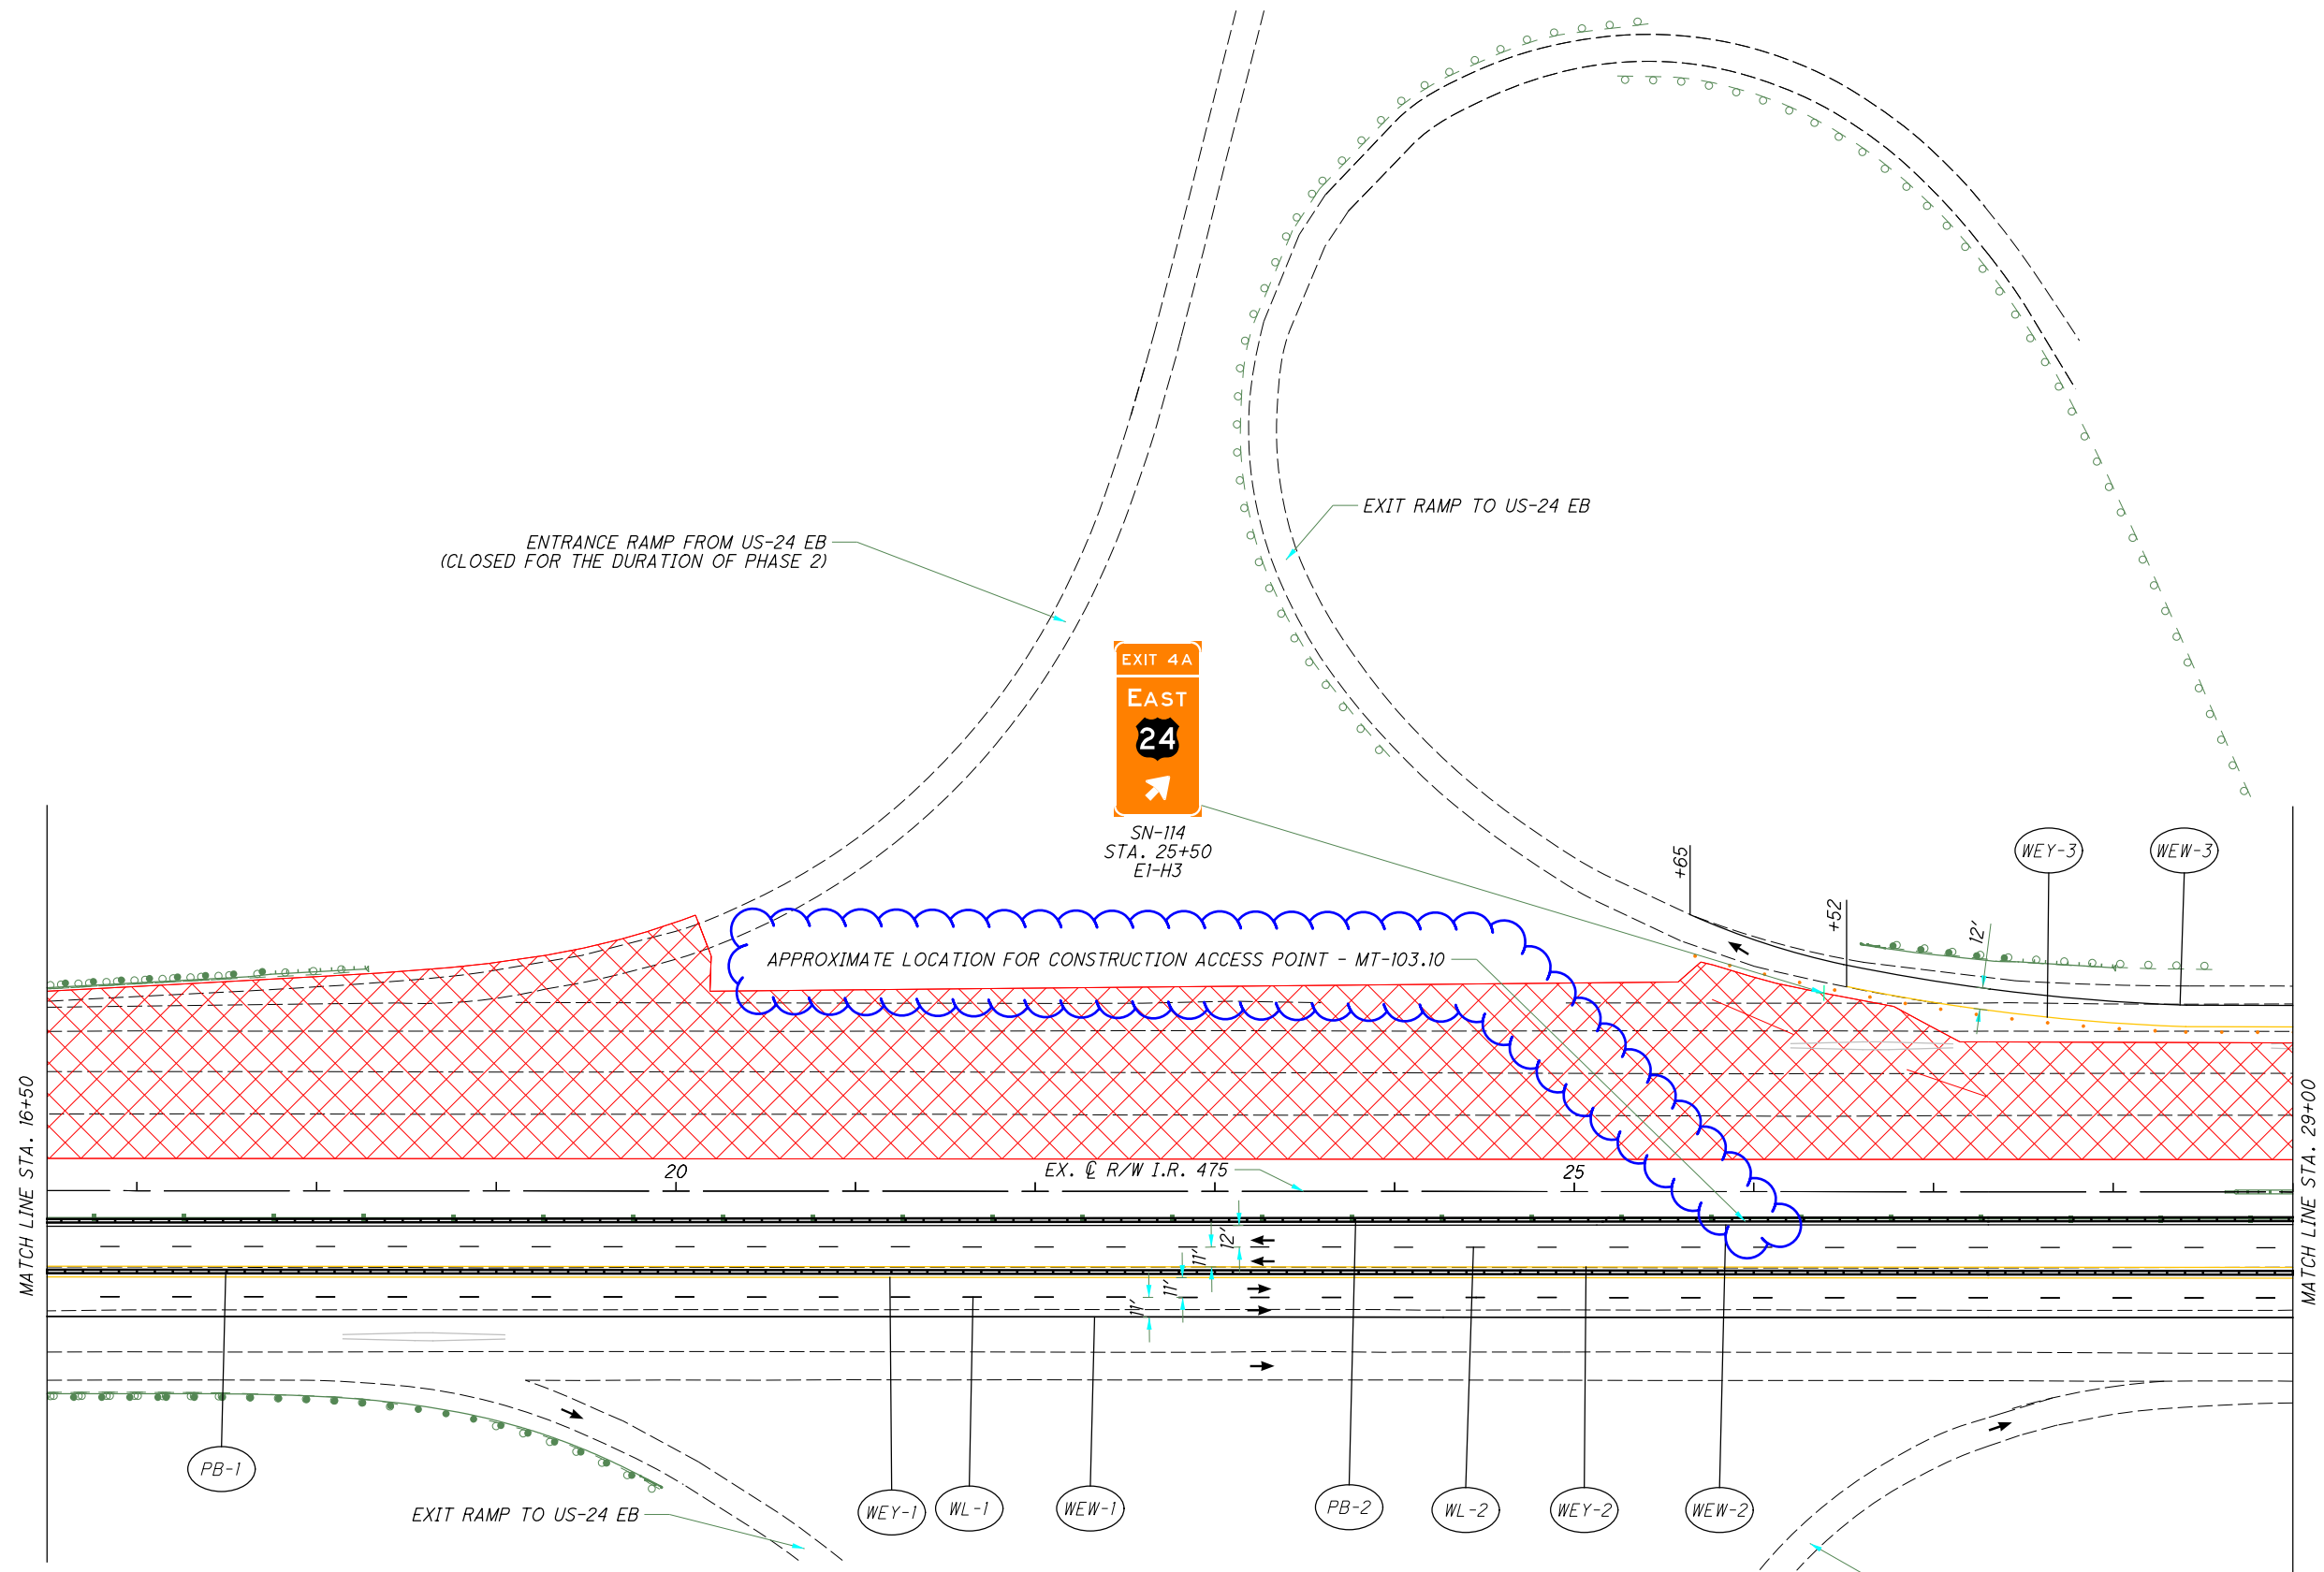 ENTRANCE RAMP FROM US-24 EB
(CLOSED FOR THE DURATION OF PHASE 2)
EXIT RAMP TO US-24 EB
EXIT 4A
EAST
24
SN-114
STA. 25+50
E1-H3
+65
+52
12'
WEY-3
WEW-3
APPROXIMATE LOCATION FOR CONSTRUCTION ACCESS POINT - MT-103.10
MATCH LINE STA. 16+50
MATCH LINE STA. 29+00
20
EX. ℄ R/W I.R. 475
25
12'
11'
11'
11'
PB-1
WEY-1
WL-1
WEW-1
PB-2
WL-2
WEY-2
WEW-2
EXIT RAMP TO US-24 EB